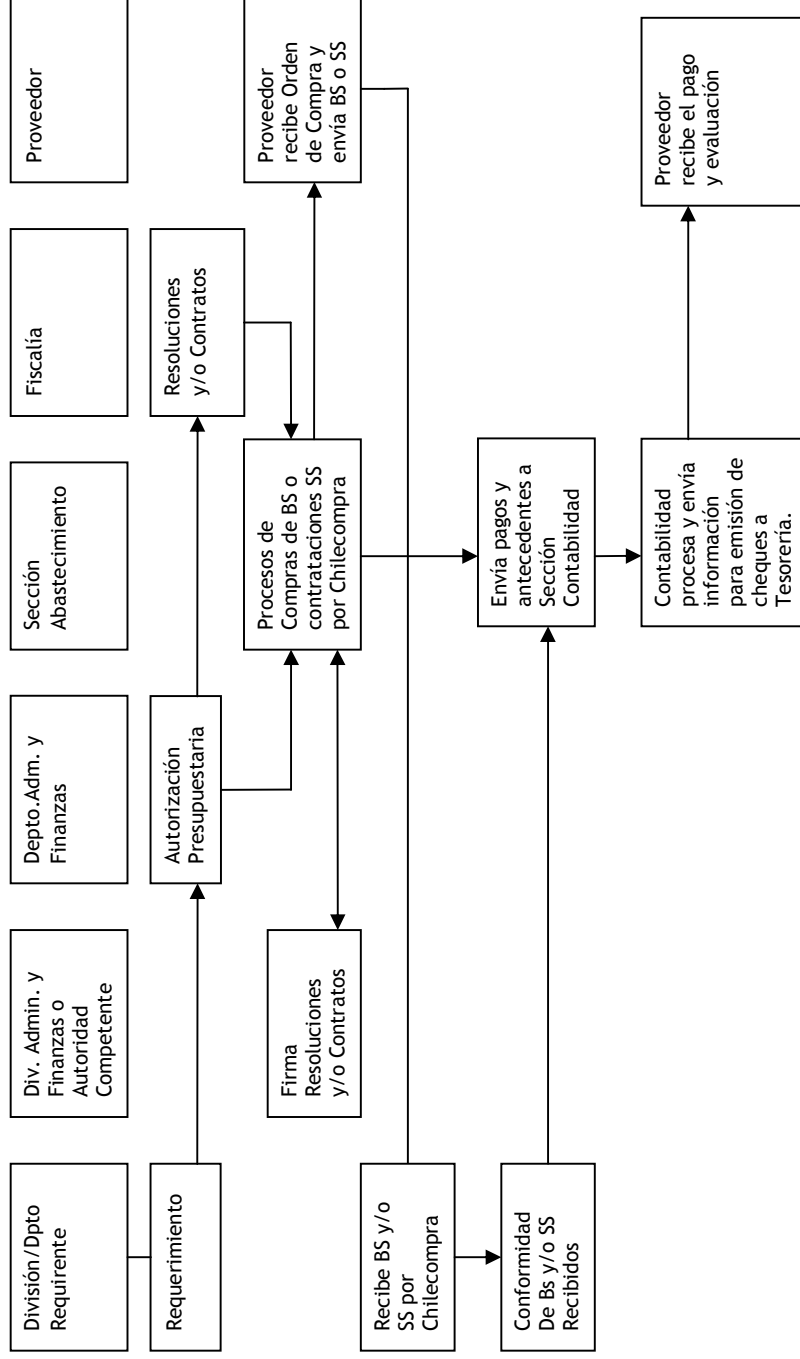 División/Dpto
Requirente
Div. Admin. y
Finanzas o
Autoridad
Competente
Depto.Adm. y
Finanzas
Sección
Abastecimiento
Fiscalía
Proveedor
Requerimiento
Autorización
Presupuestaria
Resoluciones
y/o Contratos
Firma
Resoluciones
y/o Contratos
Procesos de
Compras de BS o
contrataciones SS
por Chilecompra
Proveedor
recibe Orden
de Compra y
envía BS o SS
Recibe BS y/o
SS por
Chilecompra
Conformidad
De Bs y/o SS
Recibidos
Envía pagos y
antecedentes a
Sección
Contabilidad
Contabilidad
procesa y envía
información
para emisión de
cheques a
Tesorería.
Proveedor
recibe el pago
y evaluación